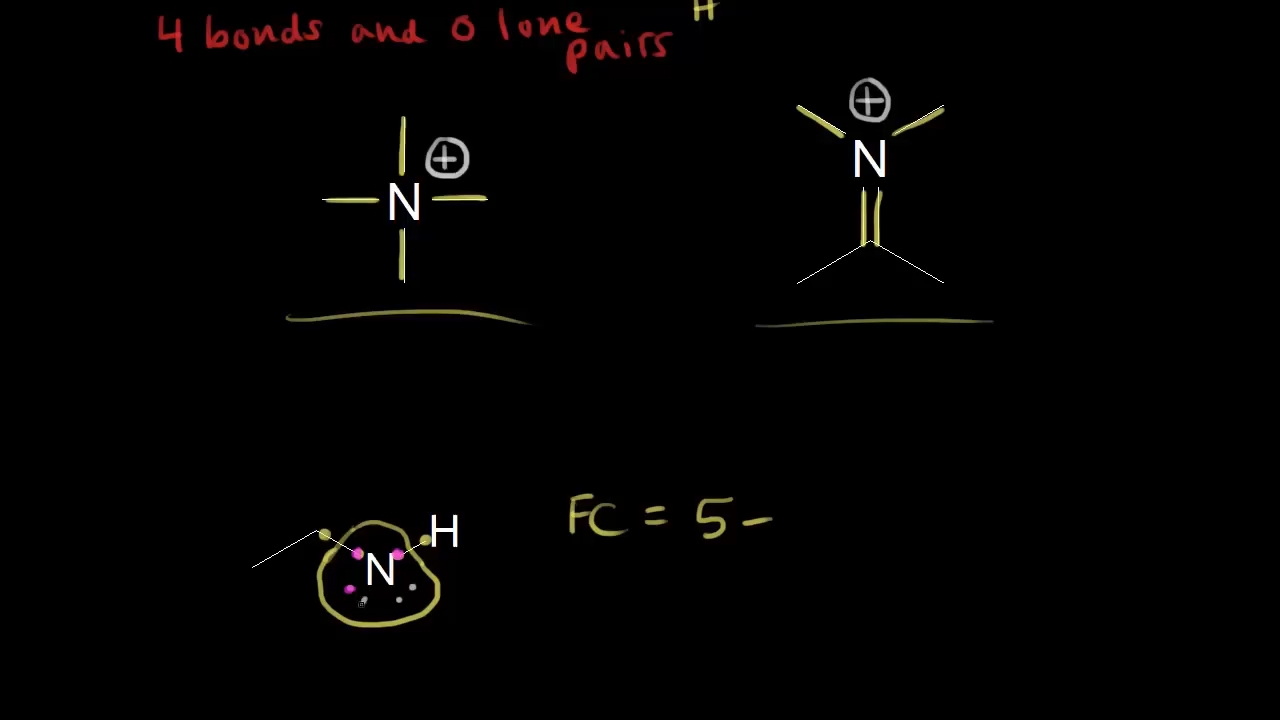 4 bonds and 0 lone
pairs
H
+
N
+
N
H
N
FC = 5 –